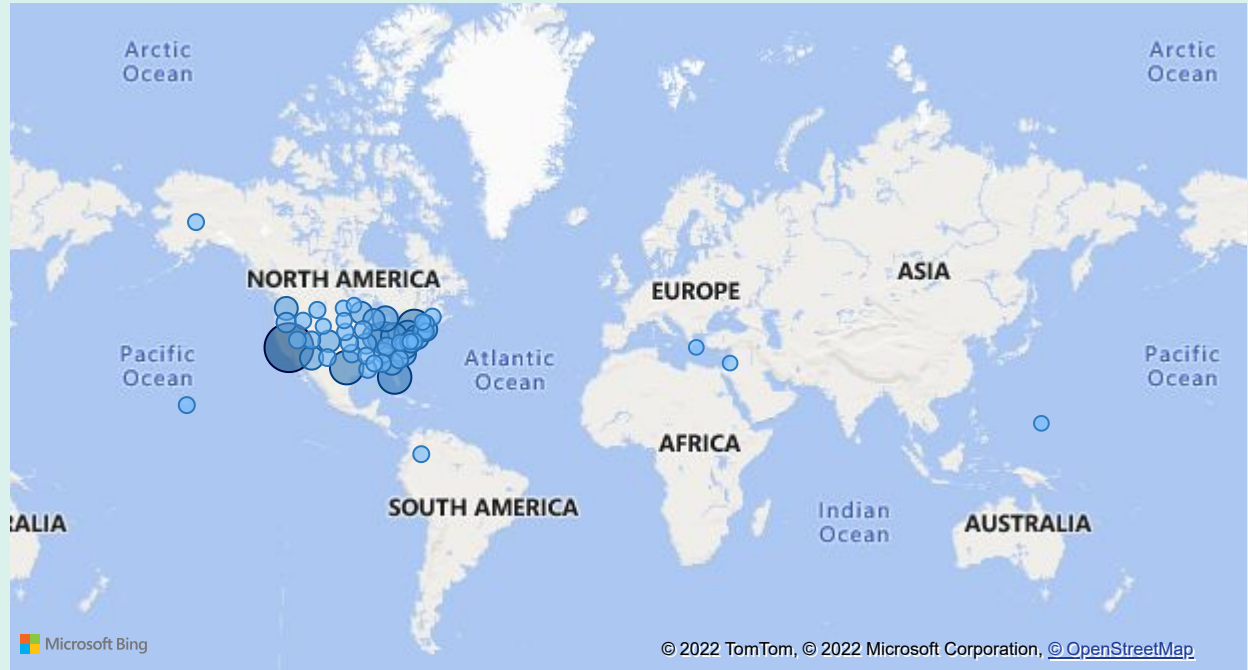 Arctic
Ocean
Arctic
Ocean
NORTH AMERICA
ASIA
EUROPE
Pacific
Ocean
Atlantic
Ocean
Pacific
Ocean
AFRICA
SOUTH AMERICA
Indian
Ocean
RALIA
AUSTRALIA
Microsoft Bing
© 2022 TomTom, © 2022 Microsoft Corporation, © OpenStreetMap